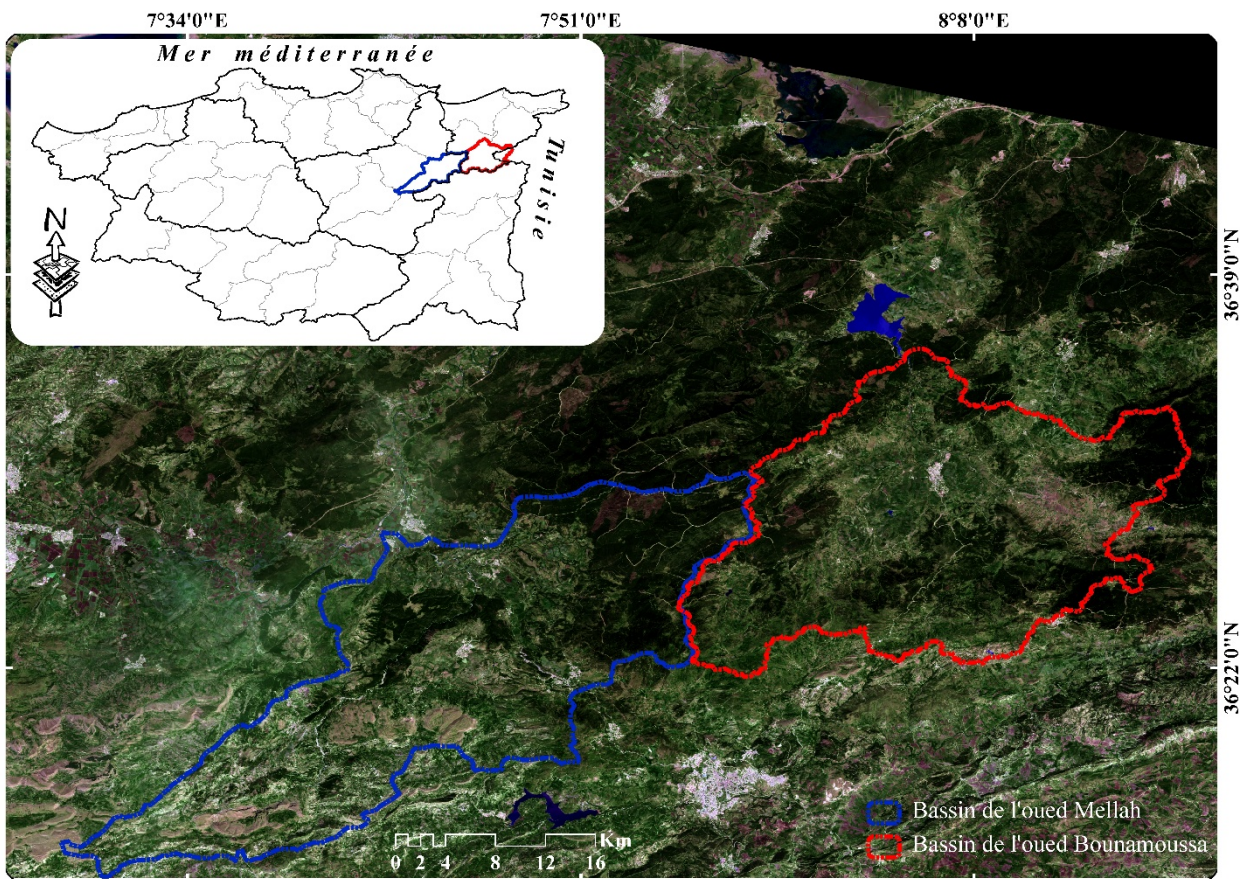 7°34'0"E 7°51'0"E 8°8'0"E
Mer méditerranée
Tunisie
N
36°39'0"N
36°22'0"N
Bassin de l'oued Mellah
Bassin de l'oued Bounamoussa
Km
0 2 4 8 12 16